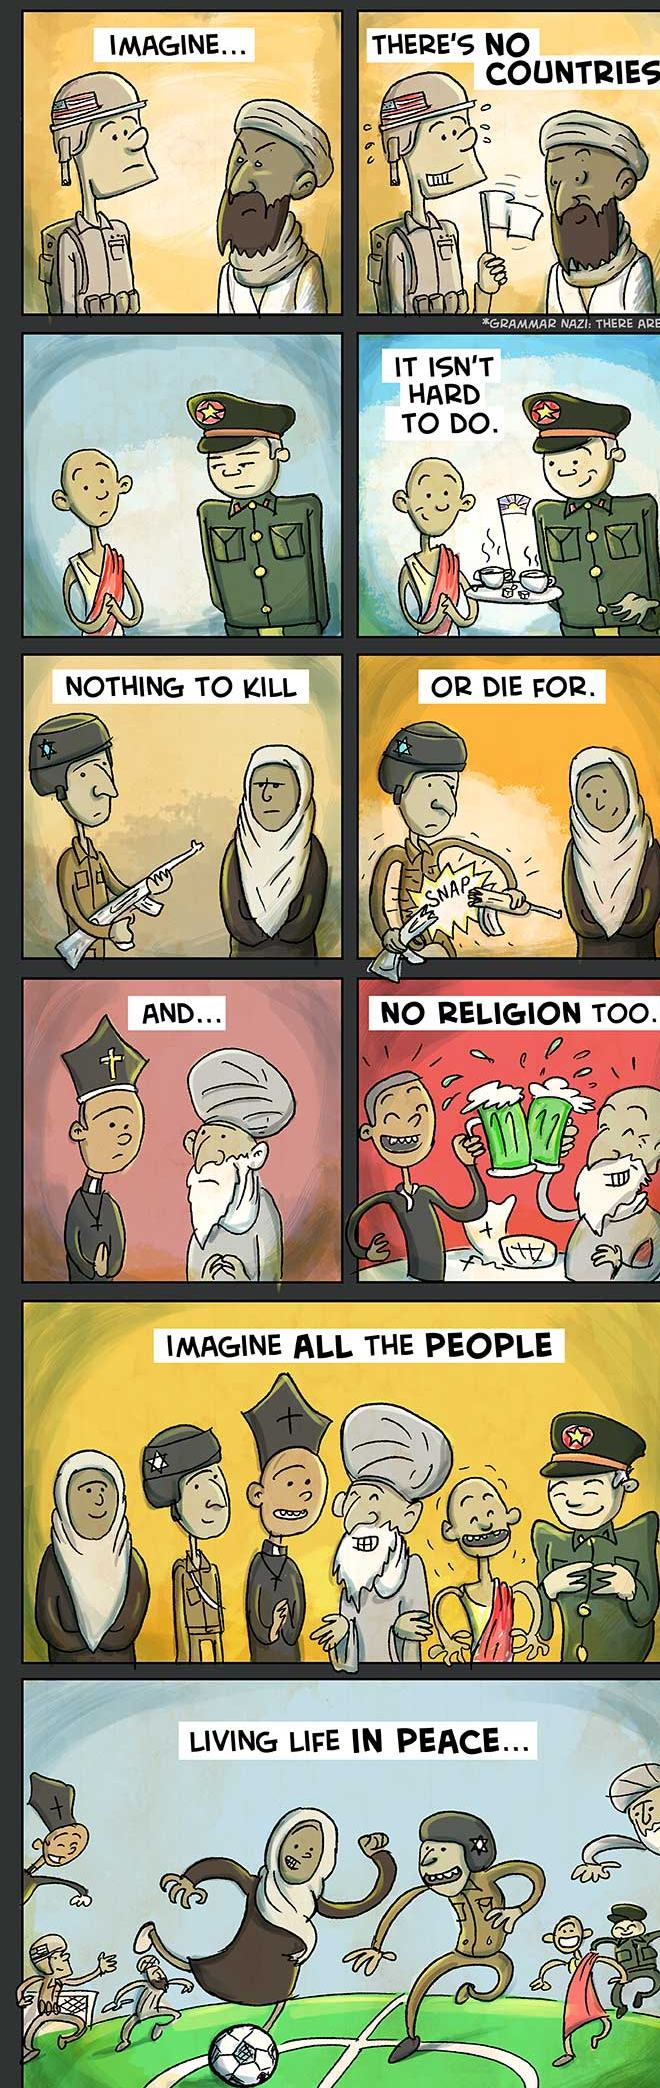 IMAGINE...
THERE'S NO
COUNTRIES
*GRAMMAR NAZI: THERE ARE
IT ISN'T
HARD
TO DO.
NOTHING TO KILL
OR DIE FOR.
SNAP
AND...
NO RELIGION TOO.
IMAGINE ALL THE PEOPLE
LIVING LIFE IN PEACE...